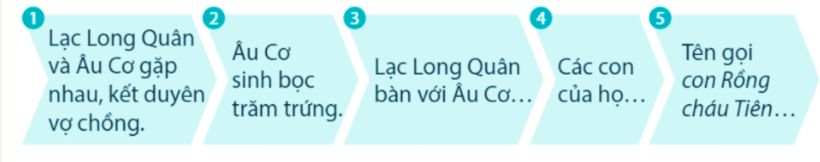 1
Lạc Long Quân
và Âu Cơ gặp
nhau, kết duyên
vợ chồng.
2
Âu Cơ
sinh bọc
trăm trứng.
3
Lạc Long Quân
bàn với Âu Cơ…
4
Các con
của họ…
5
Tên gọi
con Rồng
cháu Tiên…